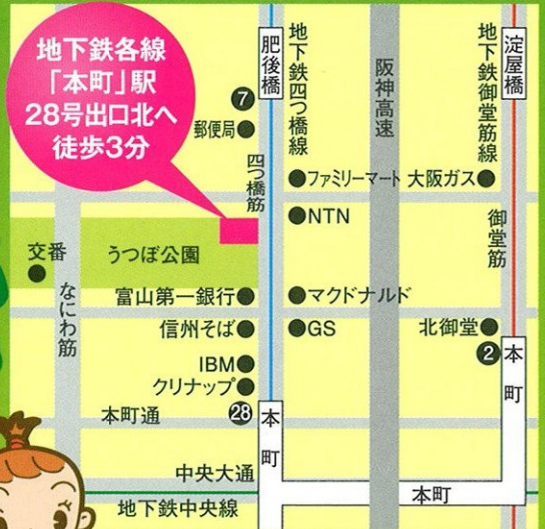 地下鉄各線
「本町」駅
28号出口北へ
徒歩3分
肥後橋
地下鉄四つ橋線
阪神高速
地下鉄御堂筋線
淀屋橋
7
郵便局
四つ橋筋
ファミリーマート
大阪ガス
NTN
御堂筋
交番
うつぼ公園
なにわ筋
富山第一銀行
マクドナルド
信州そば
GS
北御堂
2
本町
IBM
クリナップ
本町通
28
本町
中央大通
本町
地下鉄中央線